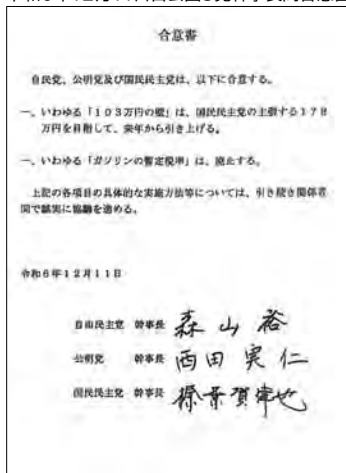 合意書
自民党、公明党及び国民民主党は、以下に合意する。
一、いわゆる「１０３万円の壁」は、国民民主党の主張する１７８
万円を目指して、来年から引き上げる。
一、いわゆる「ガソリンの暫定税率」は、廃止する。
上記の各項目の具体的な実施方法等については、引き続き関係者
間で誠実に協議を進める。
令和６年１２月１１日
自由民主党 幹事長 森山裕
公明党 幹事長 西田実仁
国民民主党 幹事長 榛葉賀津也